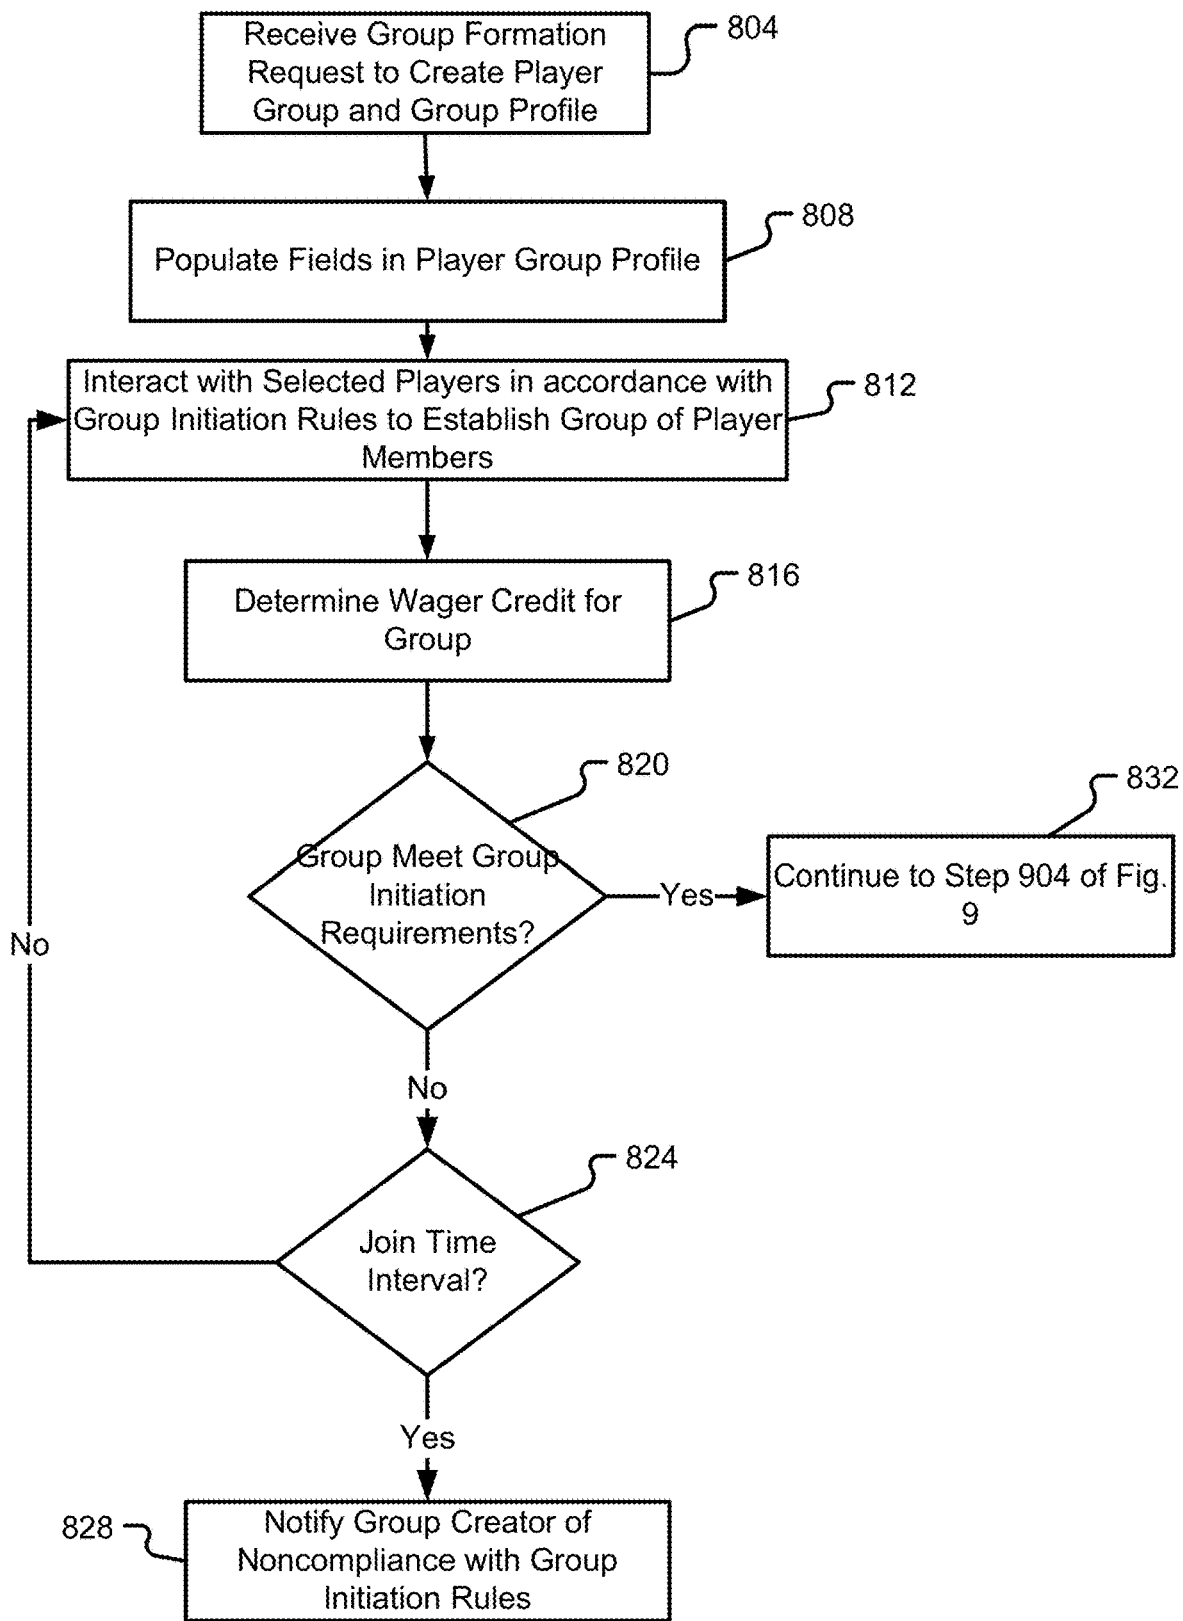 Receive Group Formation
Request to Create Player
Group and Group Profile
804
808
Populate Fields in Player Group Profile
Interact with Selected Players in accordance with
Group Initiation Rules to Establish Group of Player
Members
812
816
Determine Wager Credit for
Group
820
832
Group Meet Group
Initiation
Requirements?
Yes
Continue to Step 904 of Fig.
9
No
No
824
Join Time
Interval?
Yes
828
Notify Group Creator of
Noncompliance with Group
Initiation Rules